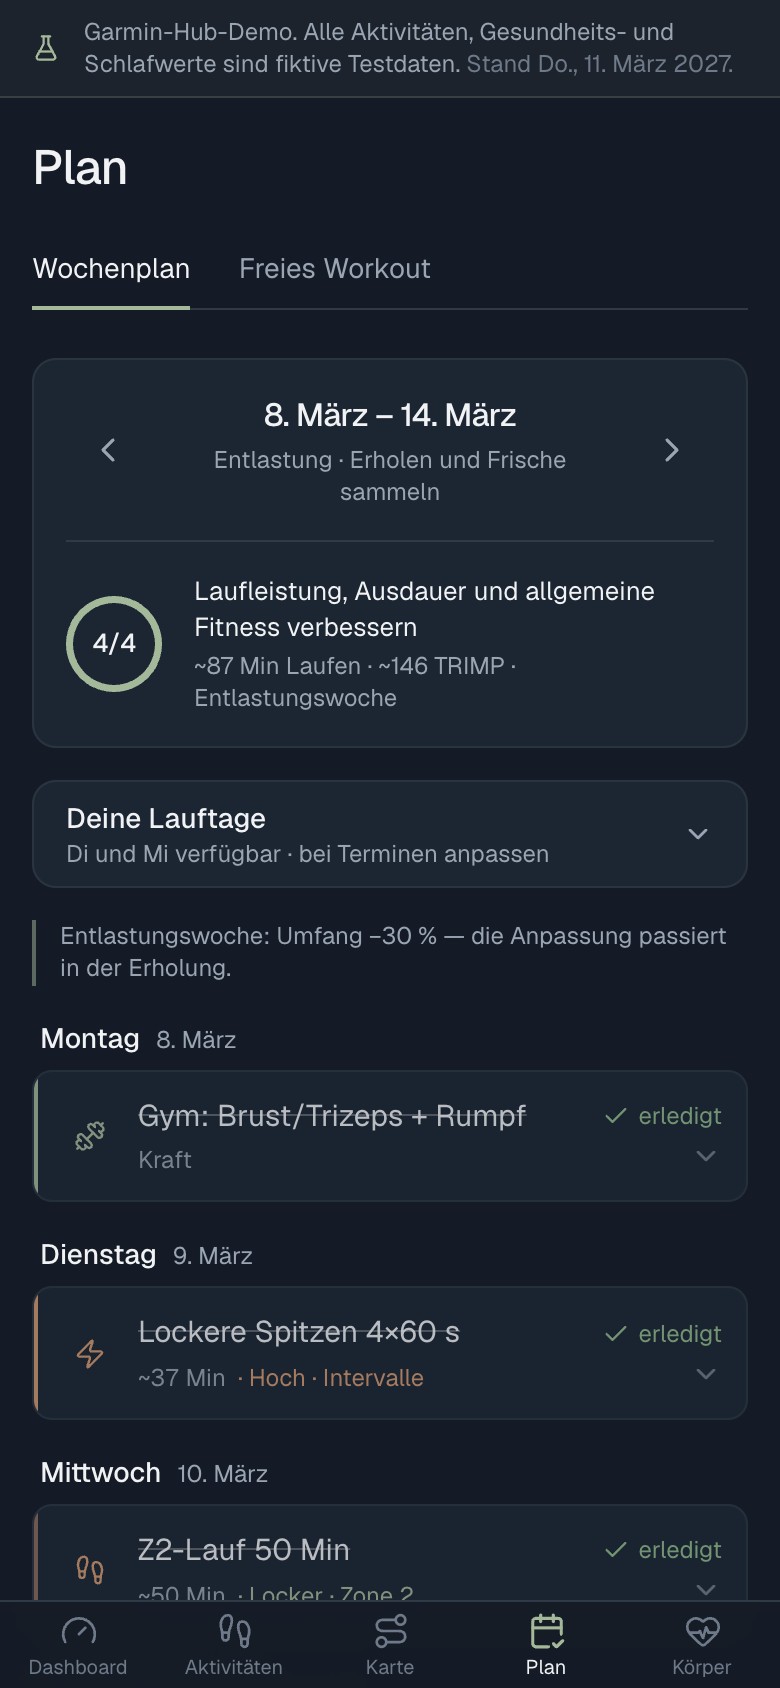 Garmin-Hub-Demo. Alle Aktivitäten, Gesundheits- und
Schlafwerte sind fiktive Testdaten. Stand Do., 11. März 2027.
Plan
Wochenplan
Freies Workout
8. März – 14. März
Entlastung · Erholen und Frische
sammeln
4/4
Laufleistung, Ausdauer und allgemeine
Fitness verbessern
~87 Min Laufen · ~146 TRIMP ·
Entlastungswoche
Deine Lauftage
Di und Mi verfügbar · bei Terminen anpassen
Entlastungswoche: Umfang −30 % — die Anpassung passiert
in der Erholung.
Montag 8. März
Gym: Brust/Trizeps + Rumpf
erledigt
Kraft
Dienstag 9. März
Lockere Spitzen 4×60 s
erledigt
~37 Min · Hoch · Intervalle
Mittwoch 10. März
Z2-Lauf 50 Min
erledigt
~50 Min · Locker · Zone 2
Dashboard
Aktivitäten
Karte
Plan
Körper